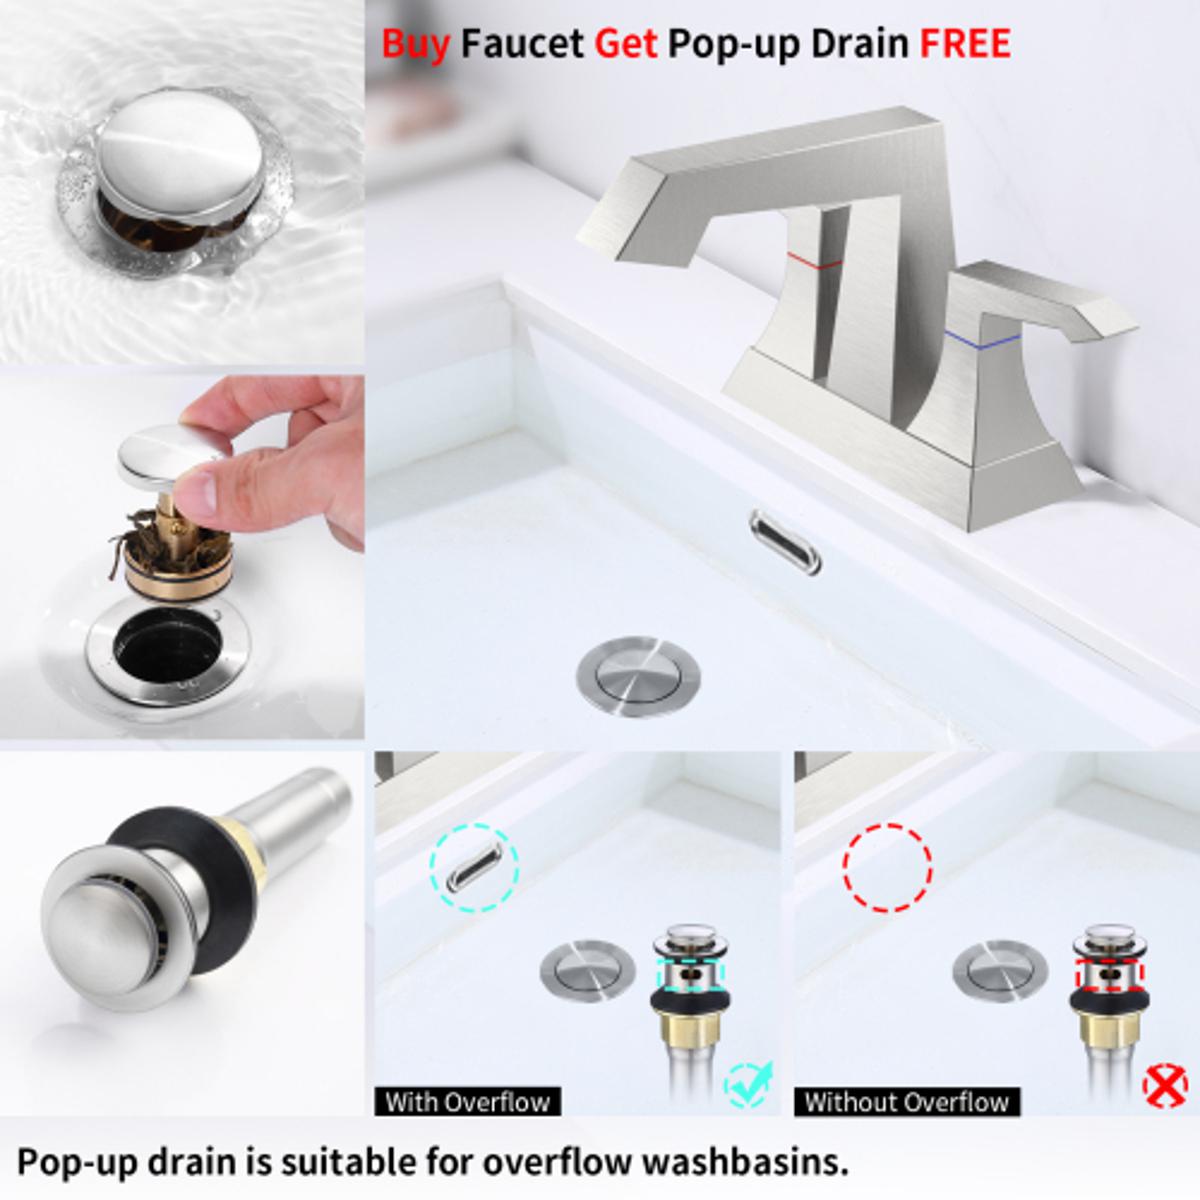 Buy Faucet Get Pop-up Drain FREE
With Overflow
Without Overflow
Pop-up drain is suitable for overflow washbasins.